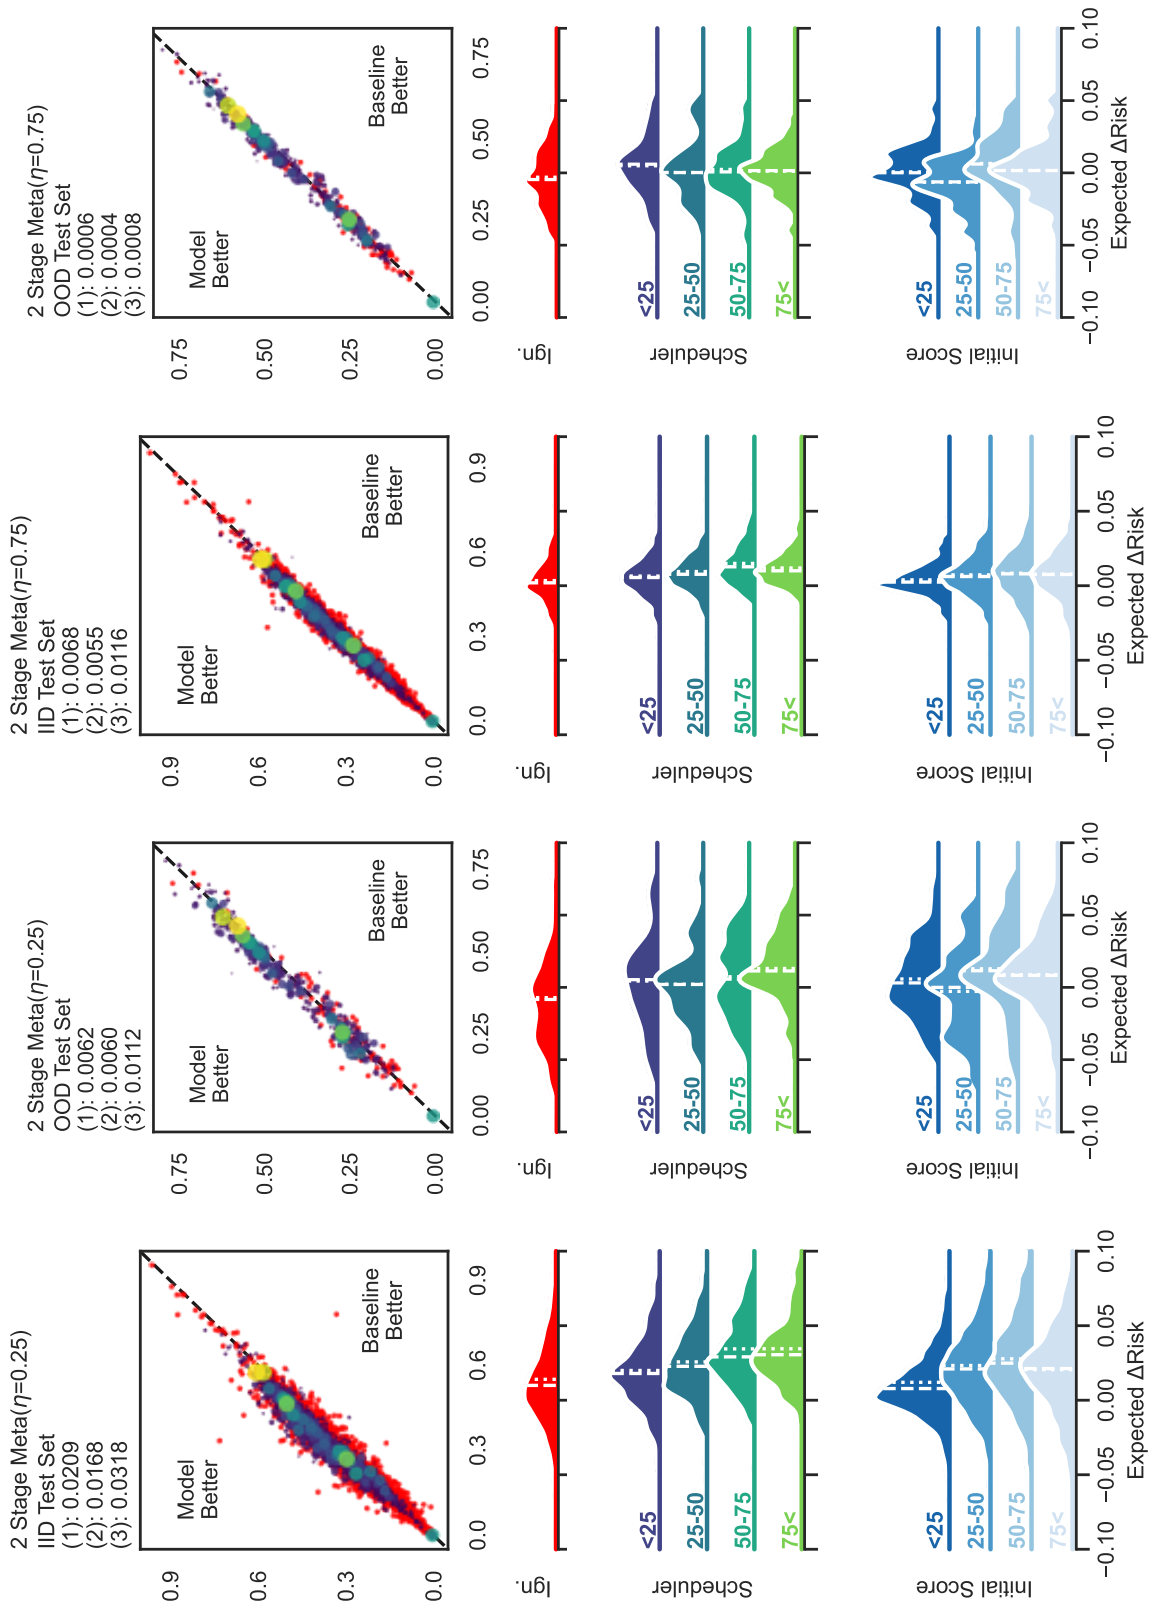 2 Stage Meta(η=0.25)
IID Test Set
(1): 0.0209
(2): 0.0168
(3): 0.0318
Model
Better
Baseline
Better
0.9
0.6
0.3
0.0
0.0
0.3
0.6
0.9
Ign.
Scheduler
<25
25-50
50-75
75<
Initial Score
<25
25-50
50-75
75<
−0.10
−0.05
0.00
0.05
0.10
Expected ΔRisk
2 Stage Meta(η=0.25)
OOD Test Set
(1): 0.0062
(2): 0.0060
(3): 0.0112
Model
Better
Baseline
Better
0.75
0.50
0.25
0.00
0.00
0.25
0.50
0.75
Ign.
Scheduler
<25
25-50
50-75
75<
Initial Score
<25
25-50
50-75
75<
−0.10
−0.05
0.00
0.05
0.10
Expected ΔRisk
2 Stage Meta(η=0.75)
IID Test Set
(1): 0.0068
(2): 0.0055
(3): 0.0116
Model
Better
Baseline
Better
0.9
0.6
0.3
0.0
0.0
0.3
0.6
0.9
Ign.
Scheduler
<25
25-50
50-75
75<
Initial Score
<25
25-50
50-75
75<
−0.10
−0.05
0.00
0.05
0.10
Expected ΔRisk
2 Stage Meta(η=0.75)
OOD Test Set
(1): 0.0006
(2): 0.0004
(3): 0.0008
Model
Better
Baseline
Better
0.75
0.50
0.25
0.00
0.00
0.25
0.50
0.75
Ign.
Scheduler
<25
25-50
50-75
75<
Initial Score
<25
25-50
50-75
75<
−0.10
−0.05
0.00
0.05
0.10
Expected ΔRisk